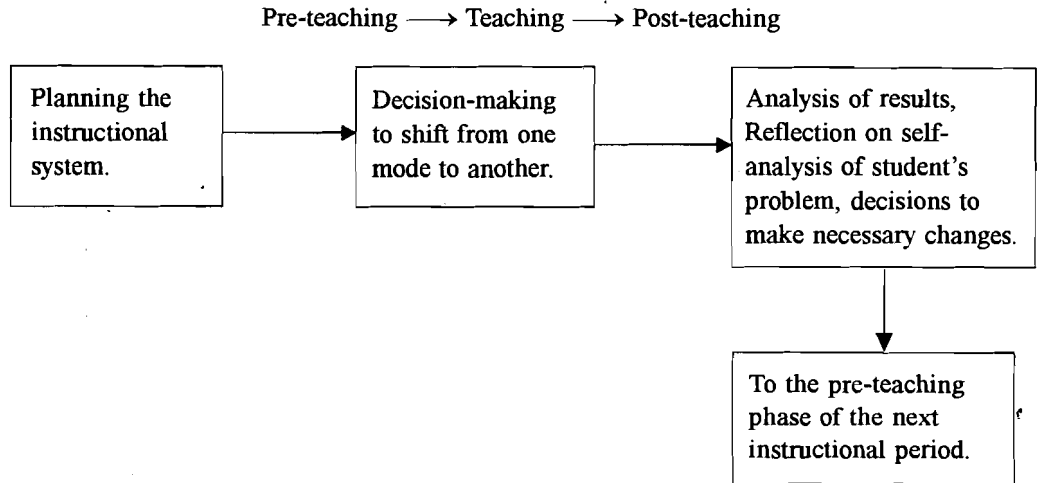 Pre-teaching ⟶ Teaching ⟶ Post-teaching
Planning the
instructional
system.
Decision-making
to shift from one
mode to another.
Analysis of results,
Reflection on self-
analysis of student's
problem, decisions to
make necessary changes.
To the pre-teaching
phase of the next
instructional period.